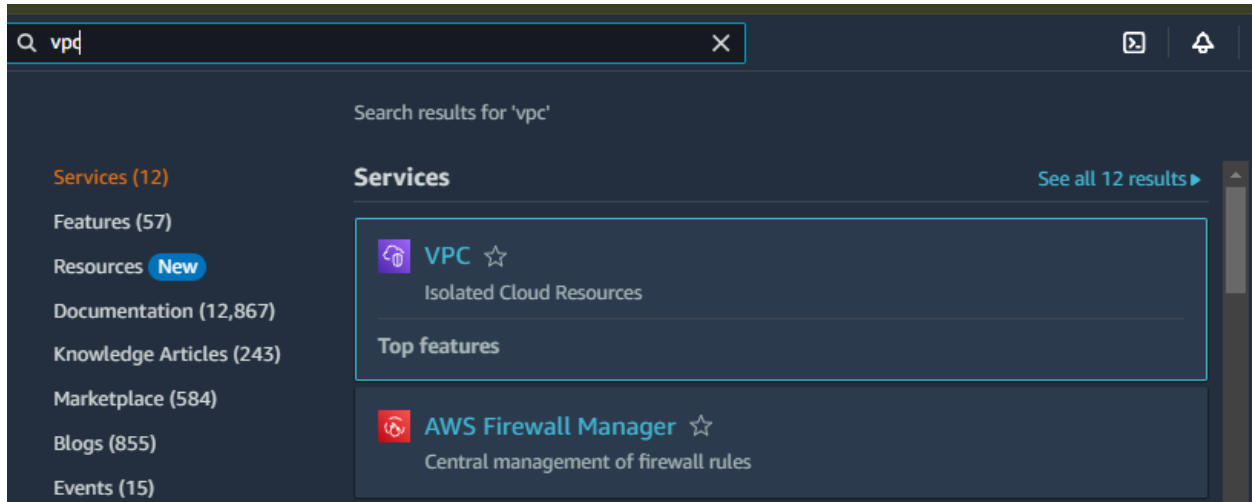 vpc
Search results for 'vpc'
Services (12)
Features (57)
Resources New
Documentation (12,867)
Knowledge Articles (243)
Marketplace (584)
Blogs (855)
Events (15)
Services
See all 12 results
VPC
Isolated Cloud Resources
Top features
AWS Firewall Manager
Central management of firewall rules